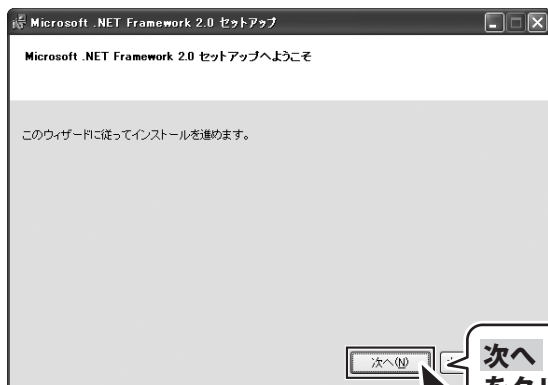 Microsoft .NET Framework 2.0 セットアップ
Microsoft .NET Framework 2.0 セットアップへようこそ
このウィザードに従ってインストールを進めます。
次へ(N)
次へ
をク